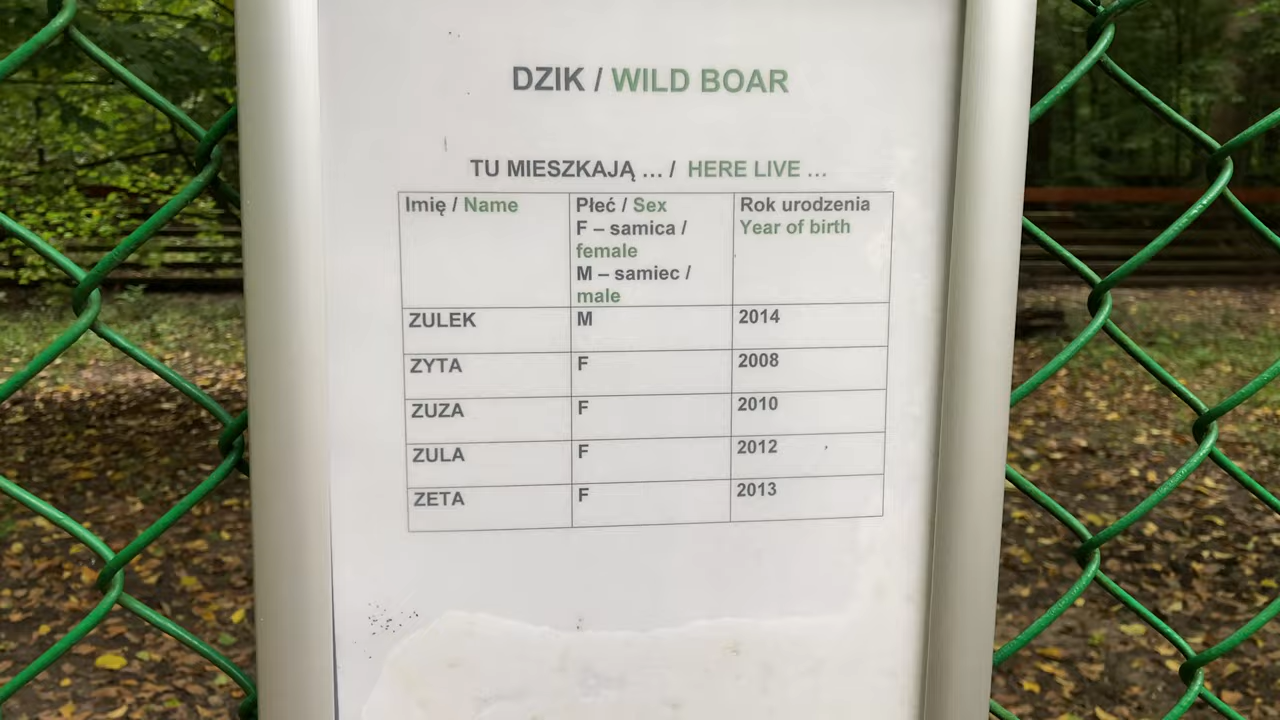 DZIK / WILD BOAR
TU MIESZKAJĄ ... / HERE LIVE ...
Imię / Name
Płeć / Sex
F – samica /
female
M – samiec /
male
Rok urodzenia
Year of birth
ZULEK M 2014
ZYTA F 2008
ZUZA F 2010
ZULA F 2012
ZETA F 2013